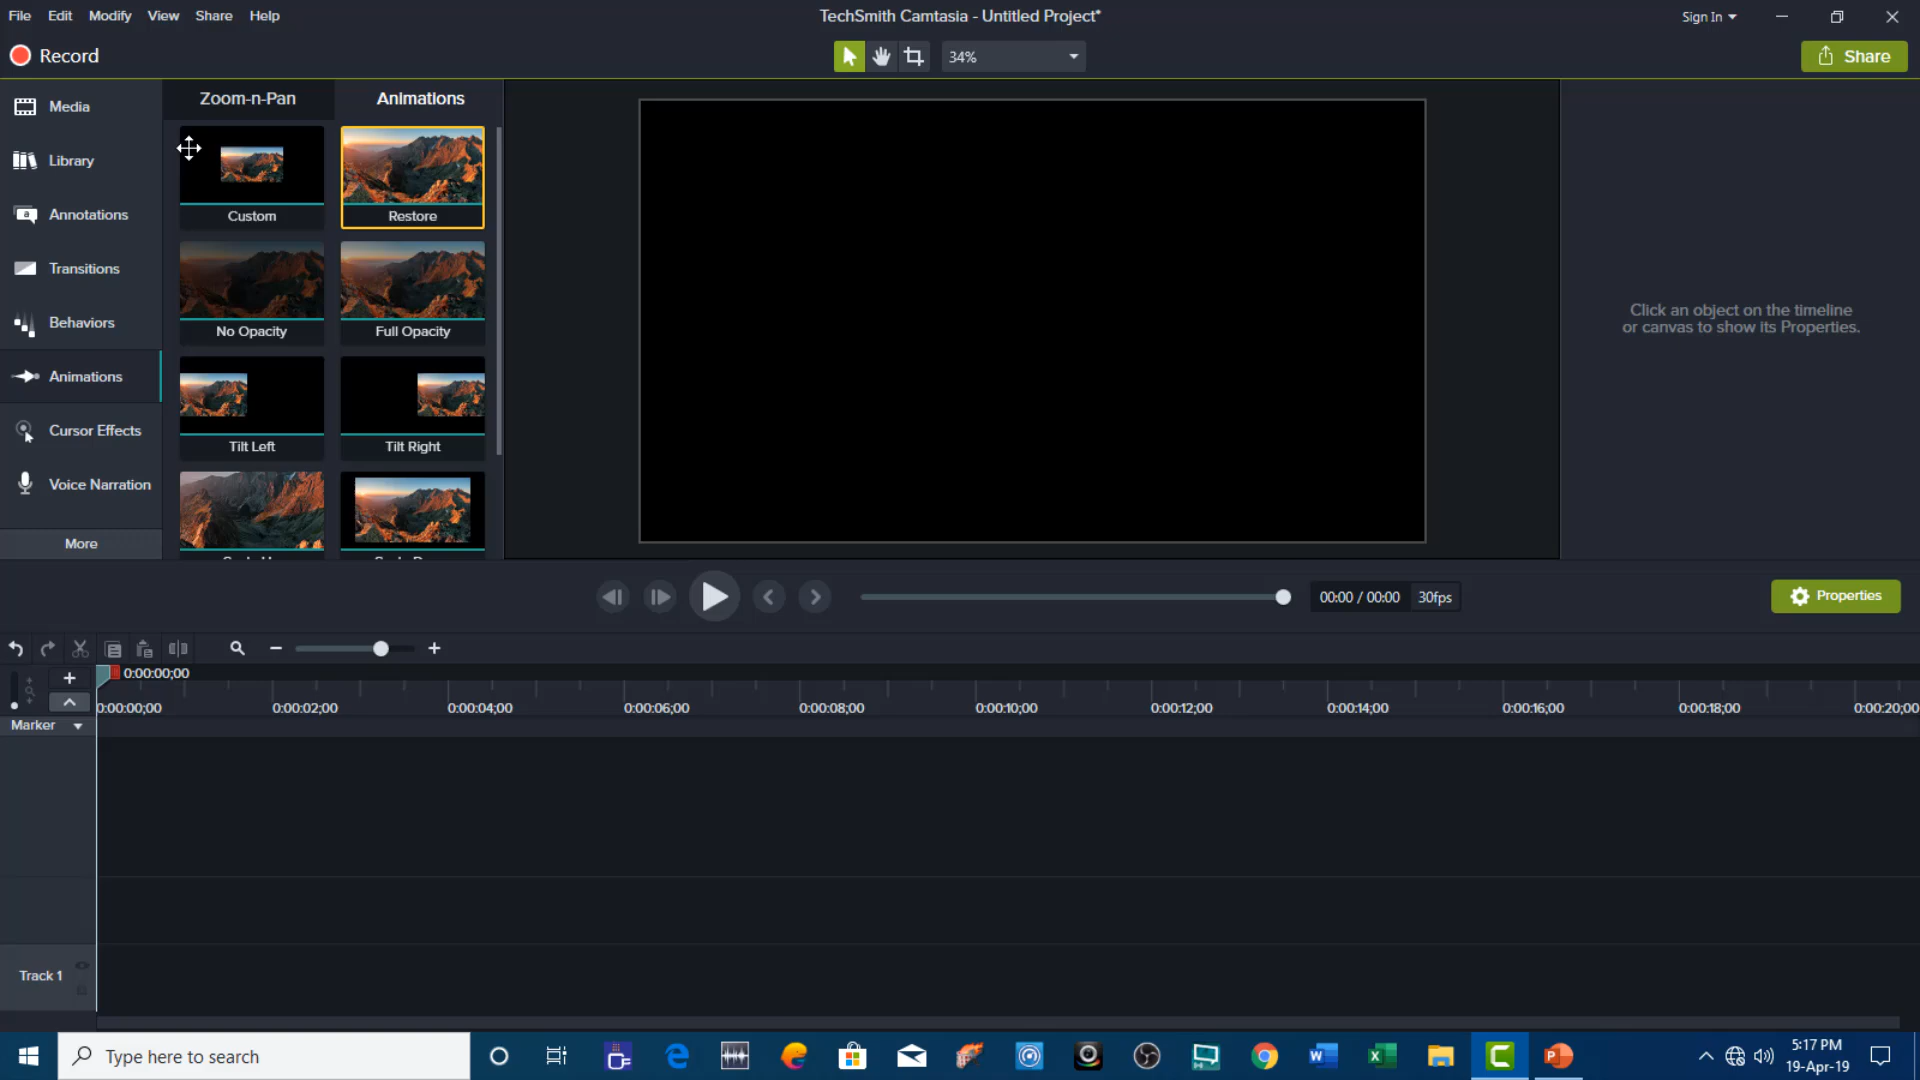 File Edit Modify View Share Help
TechSmith Camtasia - Untitled Project*
Sign In
Record
34%
Share
Media
Library
Annotations
Transitions
Behaviors
Animations
Cursor Effects
Voice Narration
More
Zoom-n-Pan Animations
Custom Restore
No Opacity Full Opacity
Tilt Left Tilt Right
Click an object on the timeline
or canvas to show its Properties.
00:00 / 00:00 30fps
Properties
0:00:00;00
0:00:00;00 0:00:02;00 0:00:04;00 0:00:06;00 0:00:08;00 0:00:10;00 0:00:12;00 0:00:14;00 0:00:16;00 0:00:18;00 0:00:20;00
Marker
Track 1
Type here to search
5:17 PM
19-Apr-19